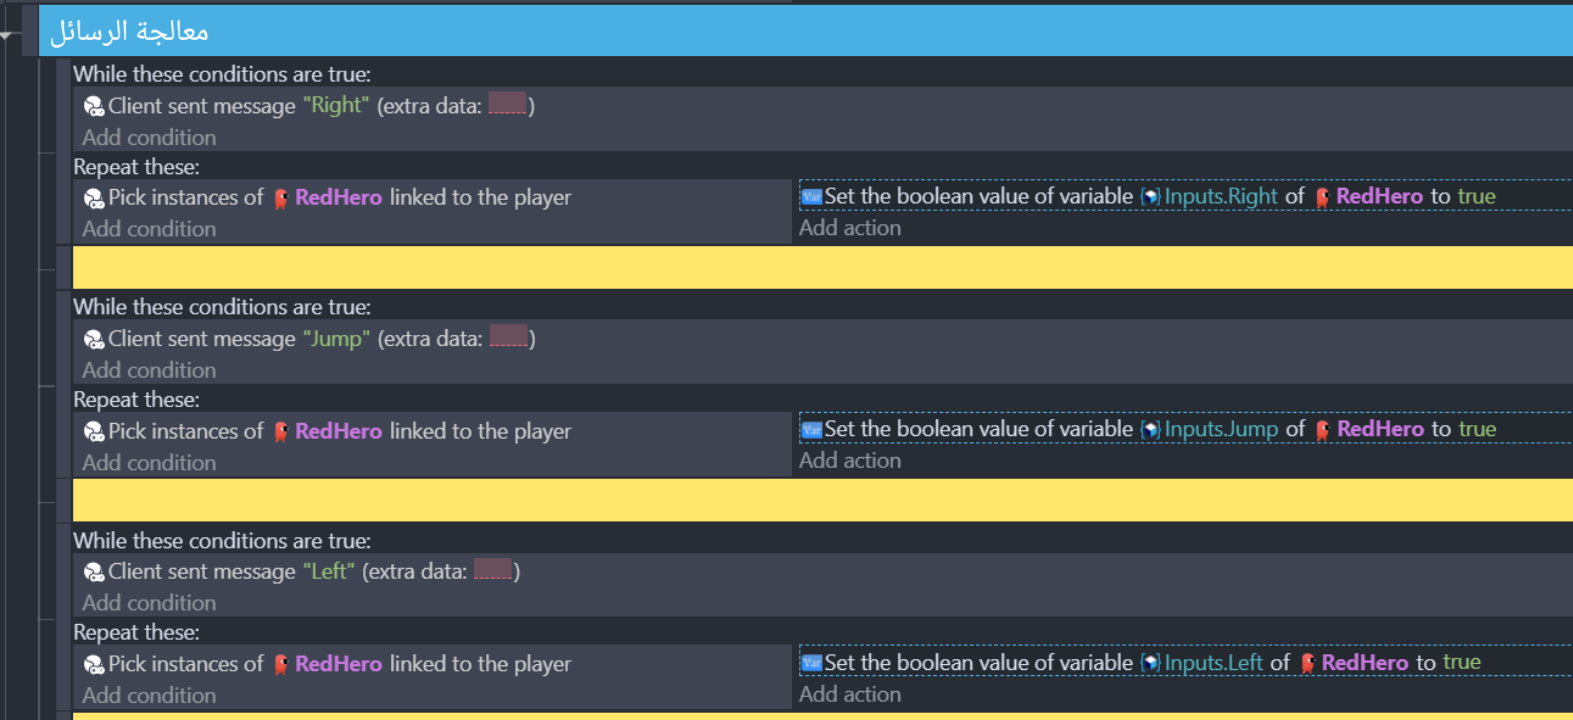 معالجة الرسائل
While these conditions are true:
Client sent message "Right" (extra data: )
Add condition
Repeat these:
Pick instances of RedHero linked to the player
Add condition
Set the boolean value of variable Inputs.Right of RedHero to true
Add action
While these conditions are true:
Client sent message "Jump" (extra data: )
Add condition
Repeat these:
Pick instances of RedHero linked to the player
Add condition
Set the boolean value of variable Inputs.Jump of RedHero to true
Add action
While these conditions are true:
Client sent message "Left" (extra data: )
Add condition
Repeat these:
Pick instances of RedHero linked to the player
Add condition
Set the boolean value of variable Inputs.Left of RedHero to true
Add action